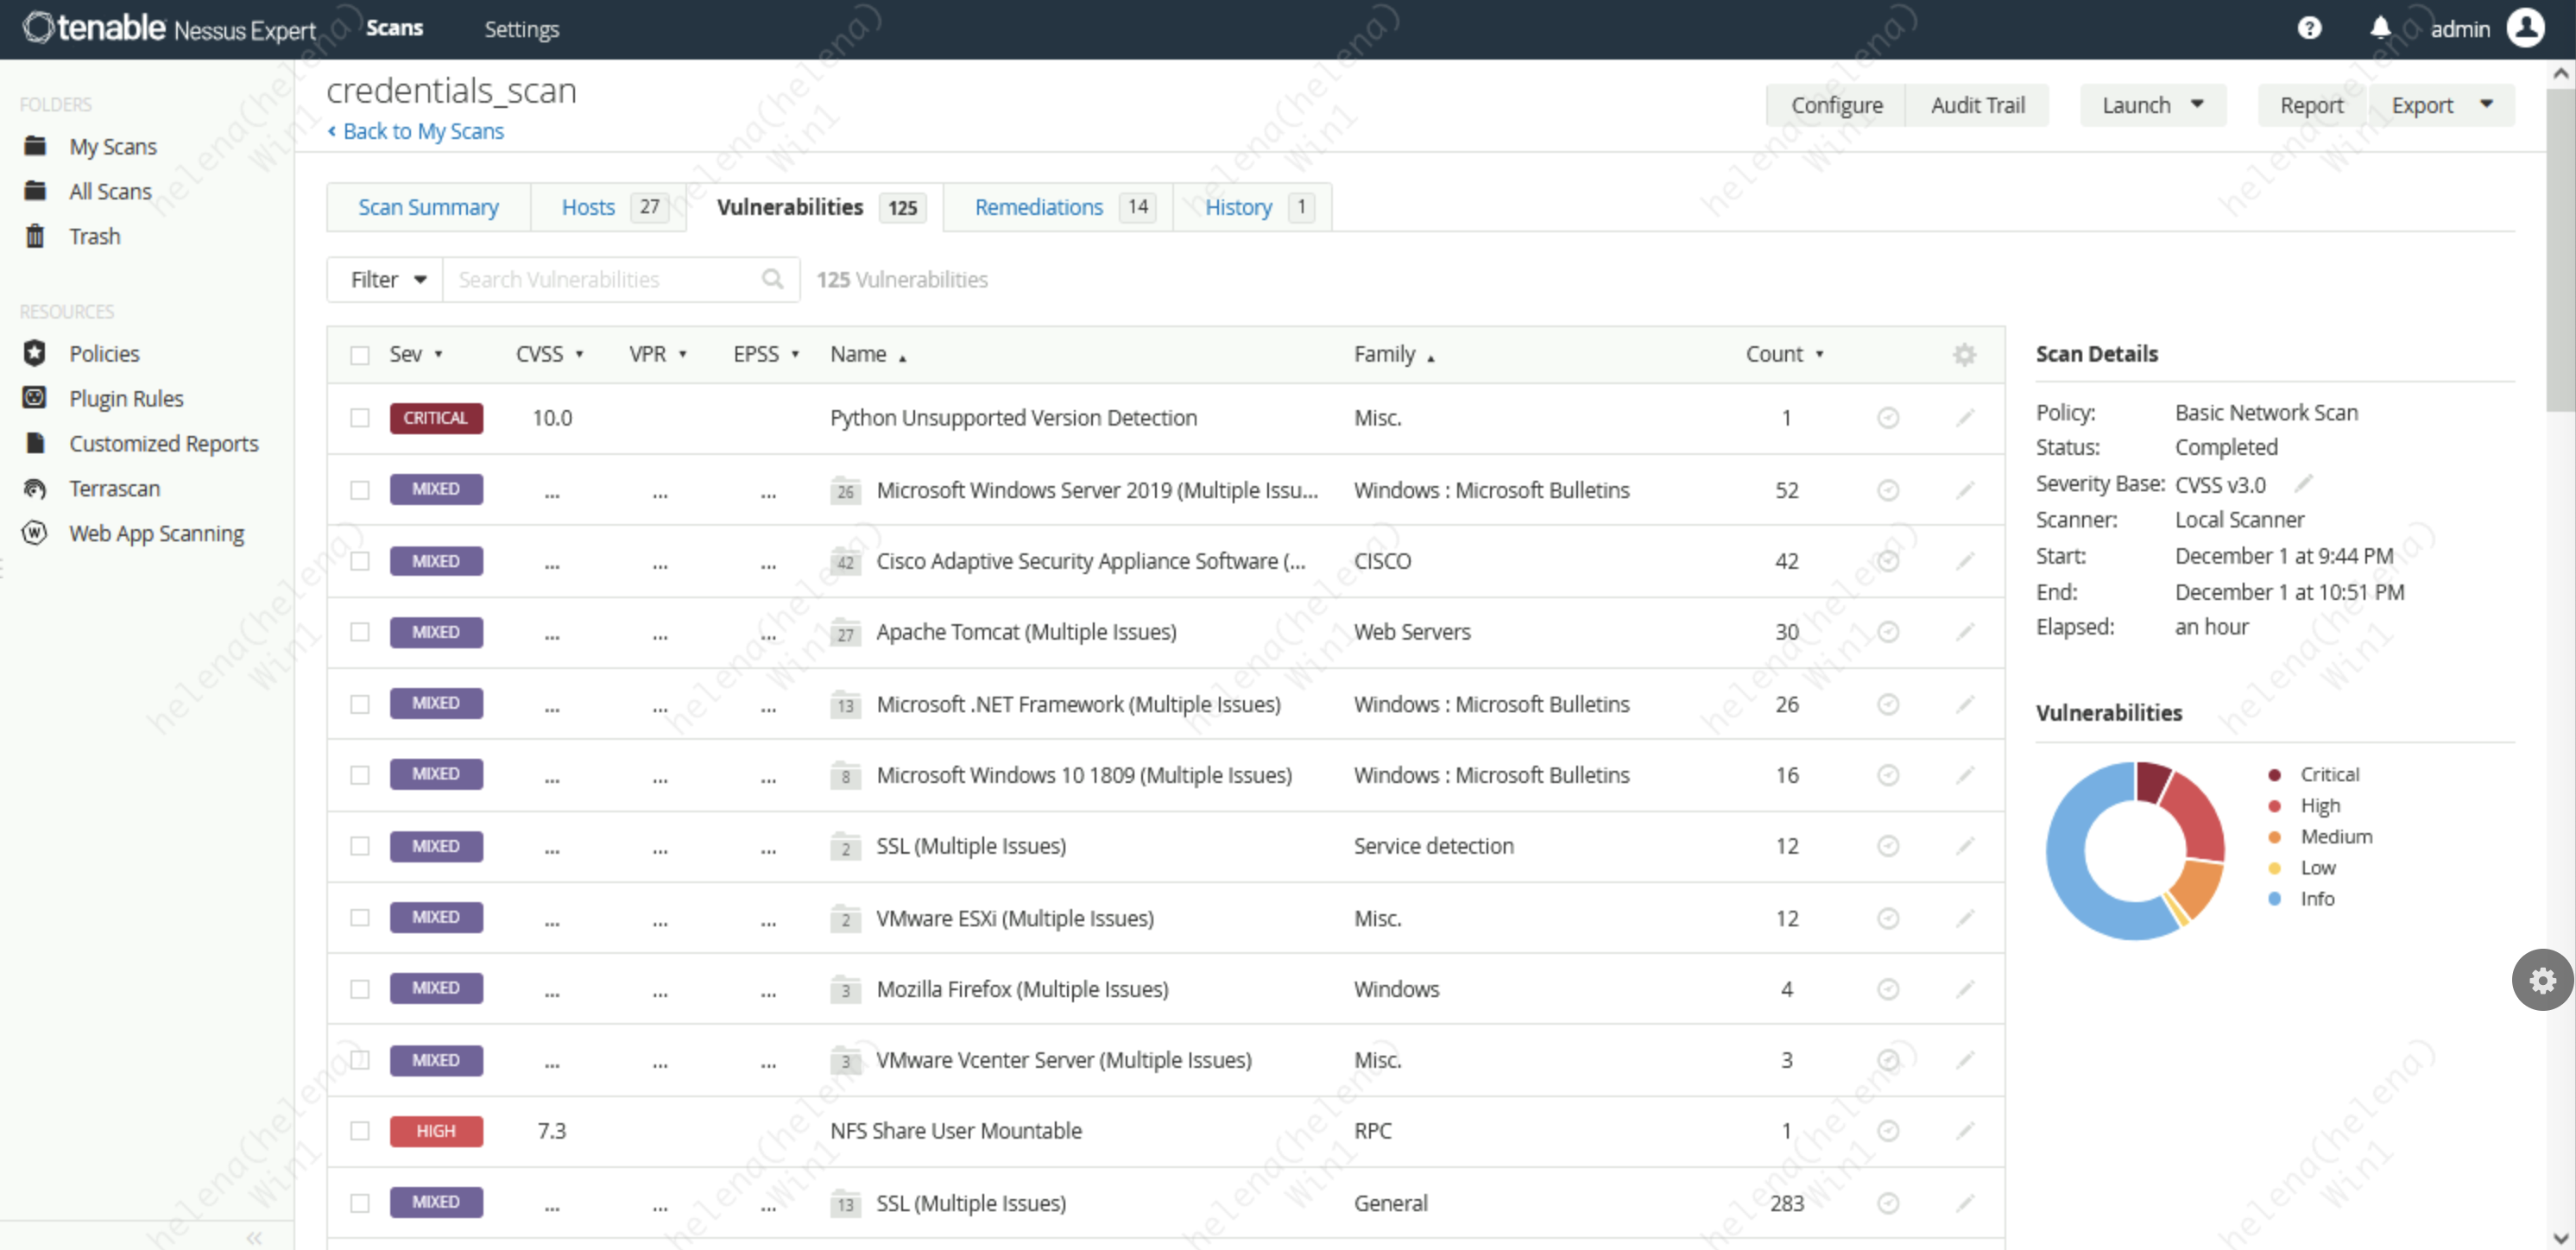 tenable Nessus Expert Scans Settings admin
FOLDERS
My Scans
All Scans
Trash
RESOURCES
Policies
Plugin Rules
Customized Reports
Terrascan
Web App Scanning
credentials_scan
Back to My Scans
Configure Audit Trail Launch Report Export
Scan Summary Hosts 27 Vulnerabilities 125 Remediations 14 History 1
Filter Search Vulnerabilities 125 Vulnerabilities
Sev CVSS VPR EPSS Name Family Count
CRITICAL 10.0 Python Unsupported Version Detection Misc. 1
MIXED ... ... ... 26 Microsoft Windows Server 2019 (Multiple Issu... Windows : Microsoft Bulletins 52
MIXED ... ... ... 42 Cisco Adaptive Security Appliance Software (... CISCO 42
MIXED ... ... ... 27 Apache Tomcat (Multiple Issues) Web Servers 30
MIXED ... ... ... 13 Microsoft .NET Framework (Multiple Issues) Windows : Microsoft Bulletins 26
MIXED ... ... ... 8 Microsoft Windows 10 1809 (Multiple Issues) Windows : Microsoft Bulletins 16
MIXED ... ... ... 2 SSL (Multiple Issues) Service detection 12
MIXED ... ... ... 2 VMware ESXi (Multiple Issues) Misc. 12
MIXED ... ... ... 3 Mozilla Firefox (Multiple Issues) Windows 4
MIXED ... ... ... 3 VMware Vcenter Server (Multiple Issues) Misc. 3
HIGH 7.3 NFS Share User Mountable RPC 1
MIXED ... ... ... 13 SSL (Multiple Issues) General 283
Scan Details
Policy: Basic Network Scan
Status: Completed
Severity Base: CVSS v3.0
Scanner: Local Scanner
Start: December 1 at 9:44 PM
End: December 1 at 10:51 PM
Elapsed: an hour
Vulnerabilities
Critical
High
Medium
Low
Info
helena(helena)
Win1